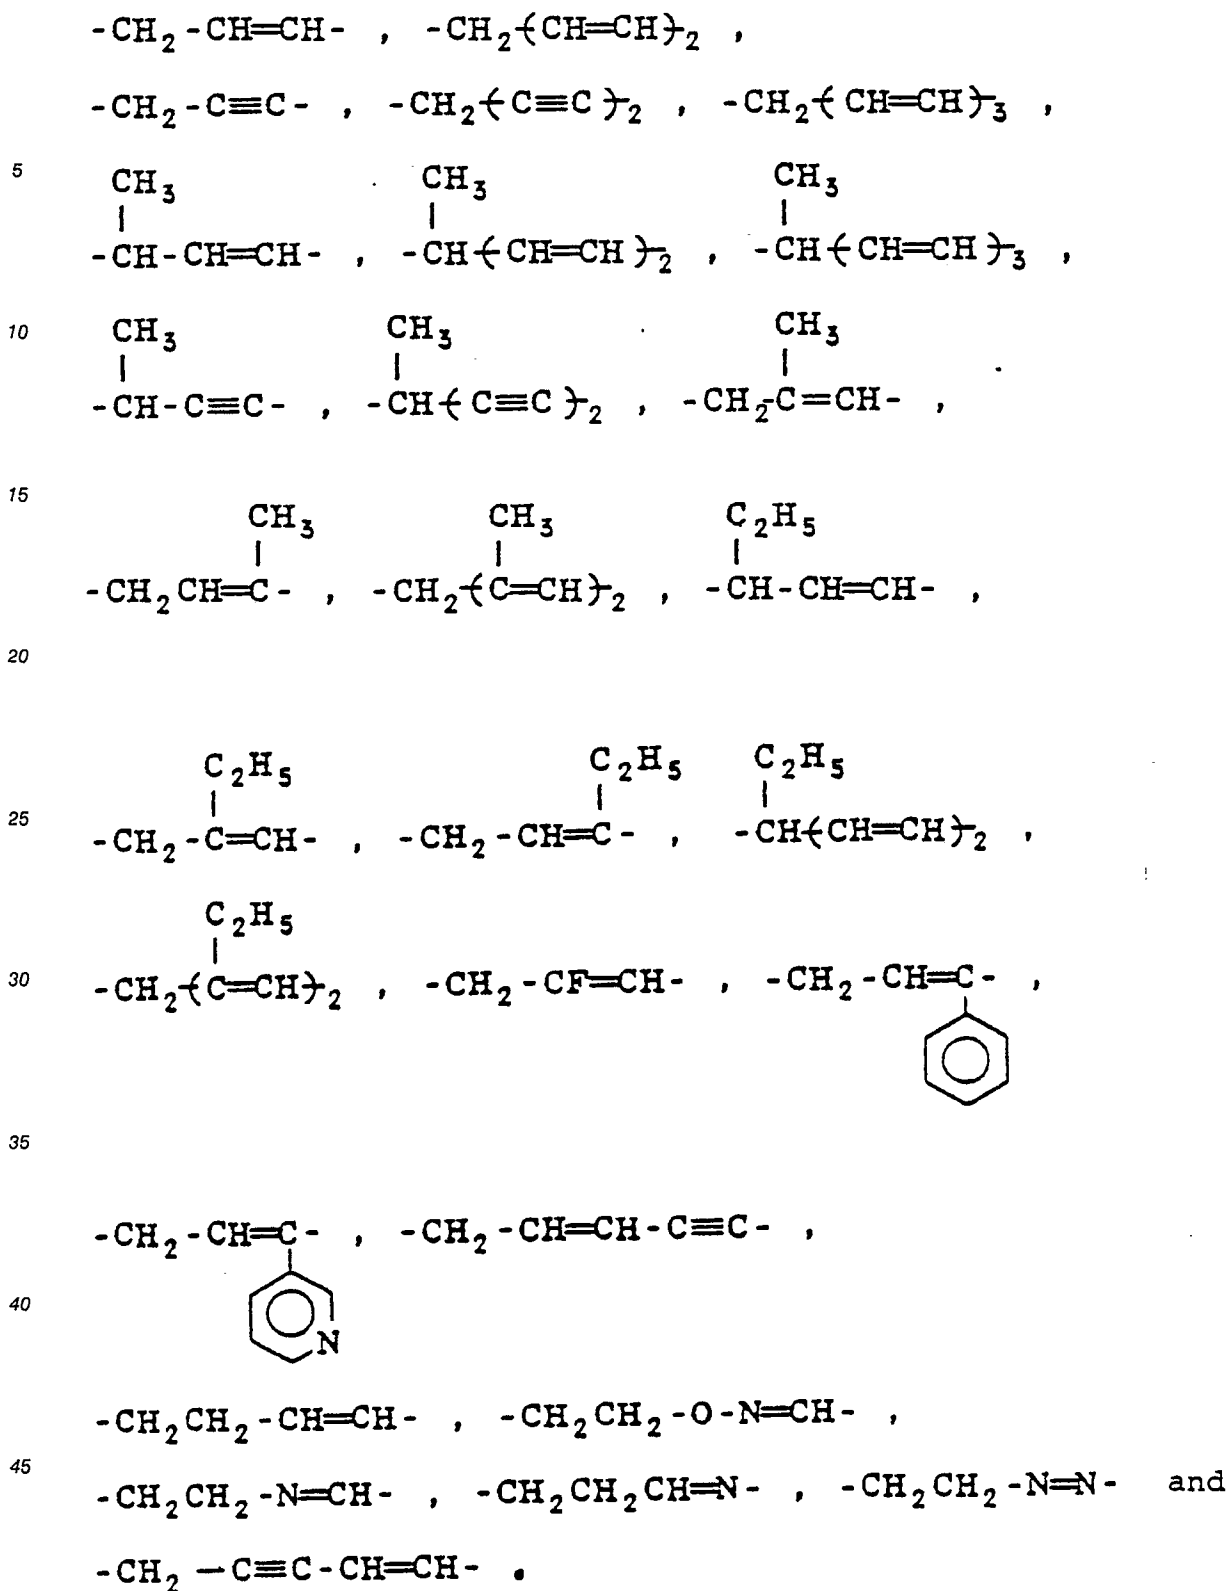 -CH₂-CH=CH- , -CH₂(CH=CH)₂ ,
-CH₂-C≡C- , -CH₂(C≡C)₂ , -CH₂(CH=CH)₃ ,
5 CH₃ CH₃ CH₃
-CH-CH=CH- , -CH(CH=CH)₂ , -CH(CH=CH)₃ ,
10 CH₃ CH₃ CH₃
-CH-C≡C- , -CH(C≡C)₂ , -CH₂-C=CH- ,
15
CH₃ CH₃ C₂H₅
-CH₂CH=C- , -CH₂(C=CH)₂ , -CH-CH=CH- ,
20
C₂H₅ C₂H₅ C₂H₅
25 -CH₂-C=CH- , -CH₂-CH=C- , -CH(CH=CH)₂ ,
C₂H₅
30 -CH₂(C=CH)₂ , -CH₂-CF=CH- , -CH₂-CH=C- ,
35
-CH₂-CH=C- , -CH₂-CH=CH-C≡C- ,
40 N
-CH₂CH₂-CH=CH- , -CH₂CH₂-O-N=CH- ,
45 -CH₂CH₂-N=CH- , -CH₂CH₂CH=N- , -CH₂CH₂-N=N- and
-CH₂-C≡C-CH=CH- .